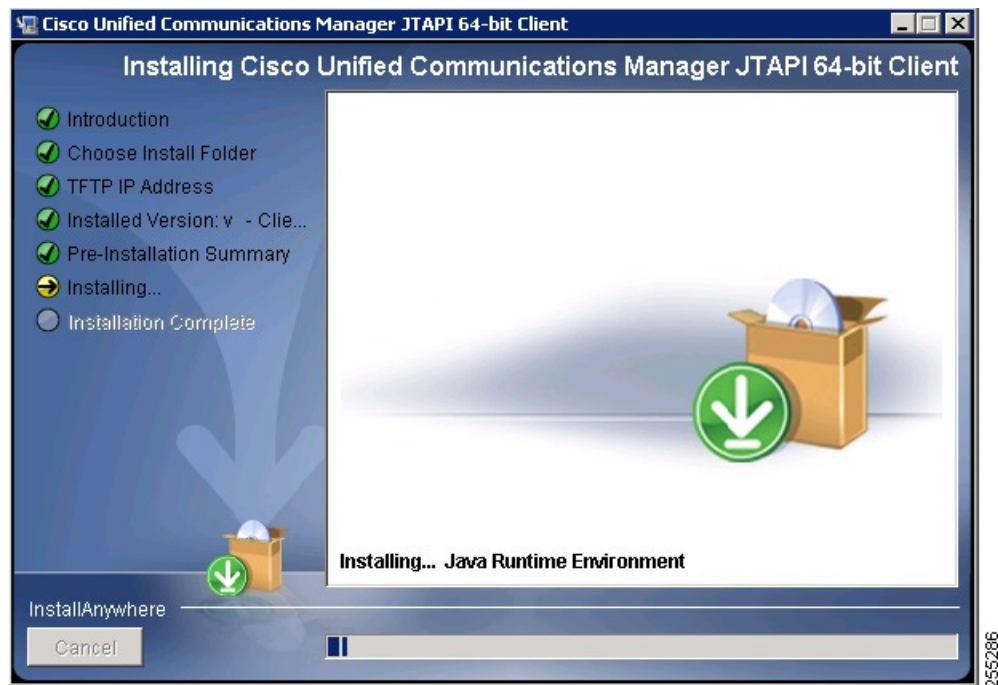 Cisco Unified Communications Manager JTAPI 64-bit Client
Installing Cisco Unified Communications Manager JTAPI 64-bit Client
Introduction
Choose Install Folder
TFTP IP Address
Installed Version: v - Clie...
Pre-Installation Summary
Installing...
Installation Complete
Installing... Java Runtime Environment
InstallAnywhere
Cancel
255286